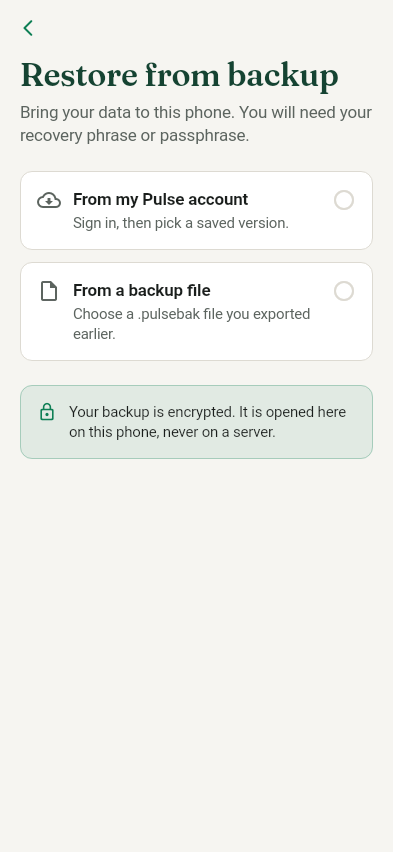 Restore from backup
Bring your data to this phone. You will need your
recovery phrase or passphrase.
From my Pulse account
Sign in, then pick a saved version.
From a backup file
Choose a .pulsebak file you exported
earlier.
Your backup is encrypted. It is opened here
on this phone, never on a server.